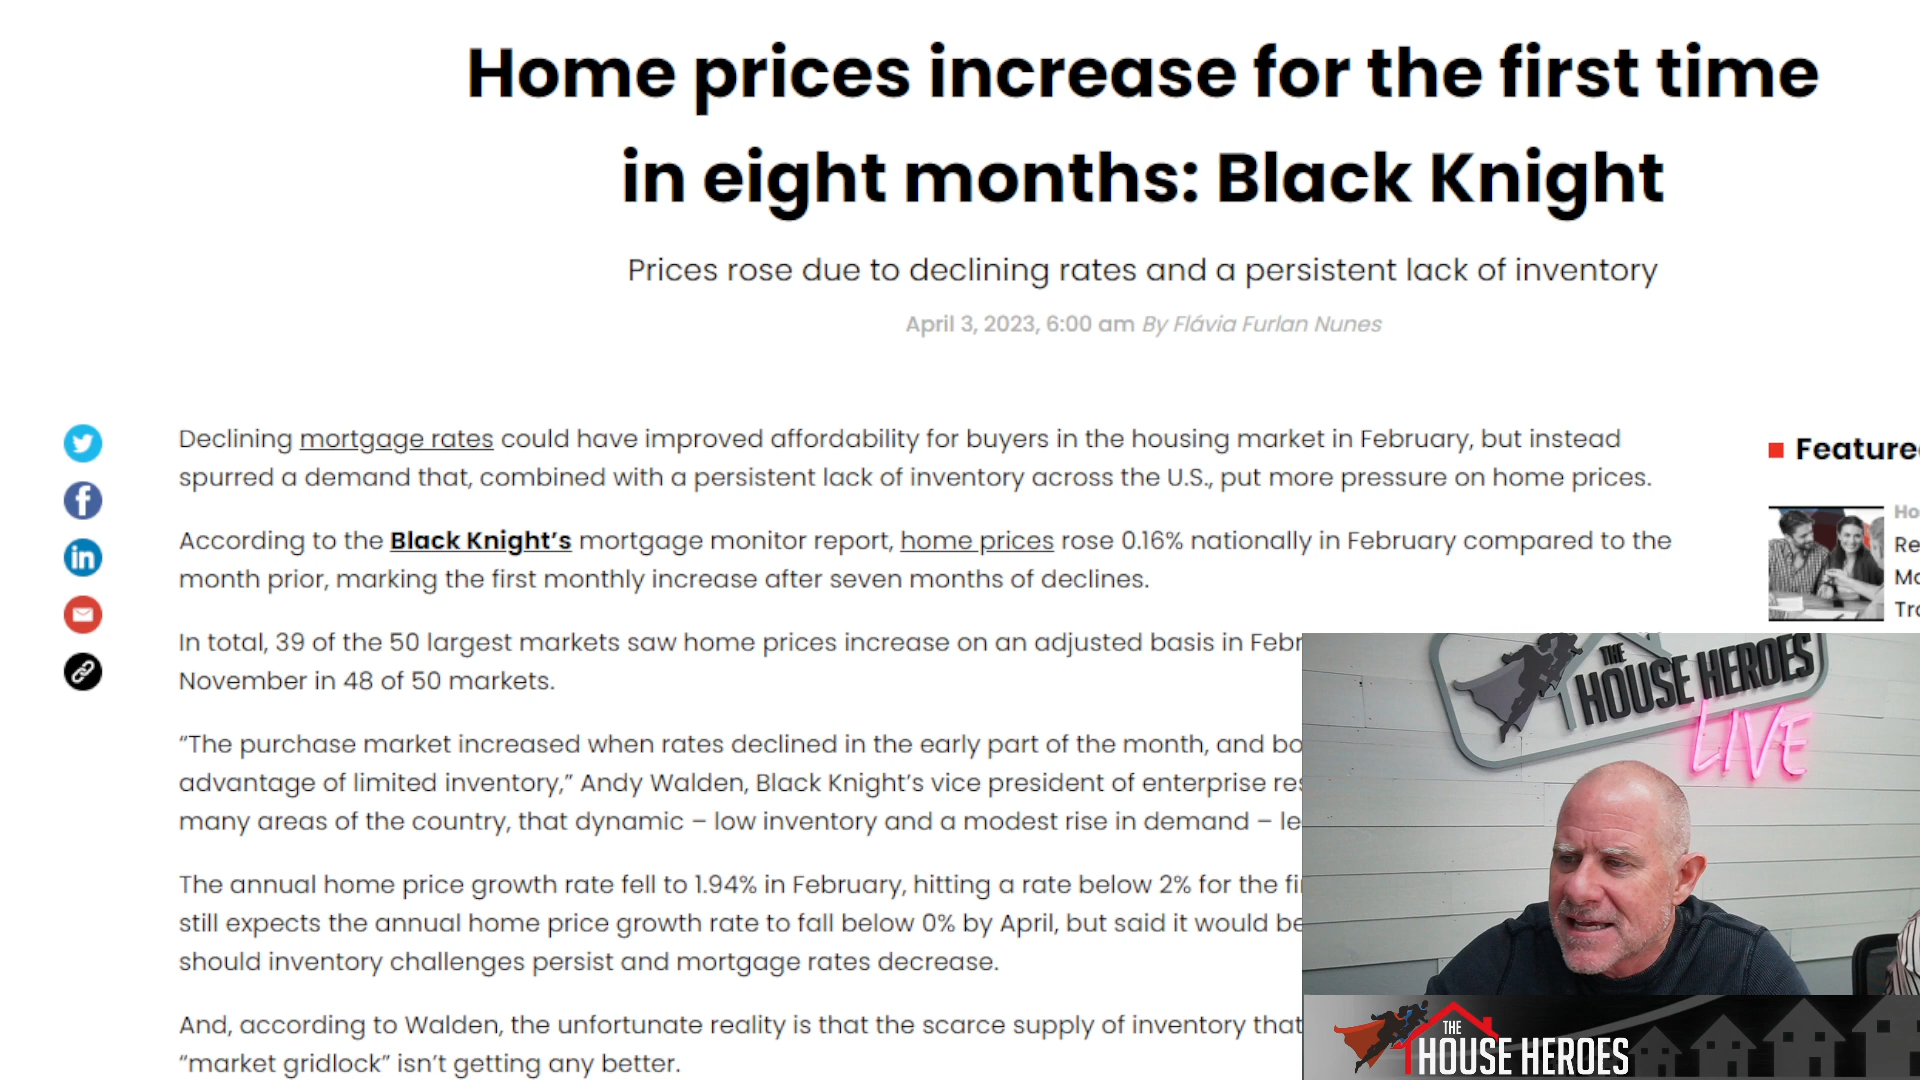 Home prices increase for the first time
in eight months: Black Knight
Prices rose due to declining rates and a persistent lack of inventory
April 3, 2023, 6:00 am By Flávia Furlan Nunes
Declining mortgage rates could have improved affordability for buyers in the housing market in February, but instead
spurred a demand that, combined with a persistent lack of inventory across the U.S., put more pressure on home prices.
According to the Black Knight’s mortgage monitor report, home prices rose 0.16% nationally in February compared to the
month prior, marking the first monthly increase after seven months of declines.
In total, 39 of the 50 largest markets saw home prices increase on an adjusted basis in Febr
November in 48 of 50 markets.
“The purchase market increased when rates declined in the early part of the month, and bo
advantage of limited inventory,” Andy Walden, Black Knight’s vice president of enterprise res
many areas of the country, that dynamic – low inventory and a modest rise in demand – le
The annual home price growth rate fell to 1.94% in February, hitting a rate below 2% for the fi
still expects the annual home price growth rate to fall below 0% by April, but said it would be
should inventory challenges persist and mortgage rates decrease.
And, according to Walden, the unfortunate reality is that the scarce supply of inventory that
“market gridlock” isn’t getting any better.
Feature
Ho
Re
Mo
Tra
THE
HOUSE HEROES
LIVE
THE
HOUSE HEROES